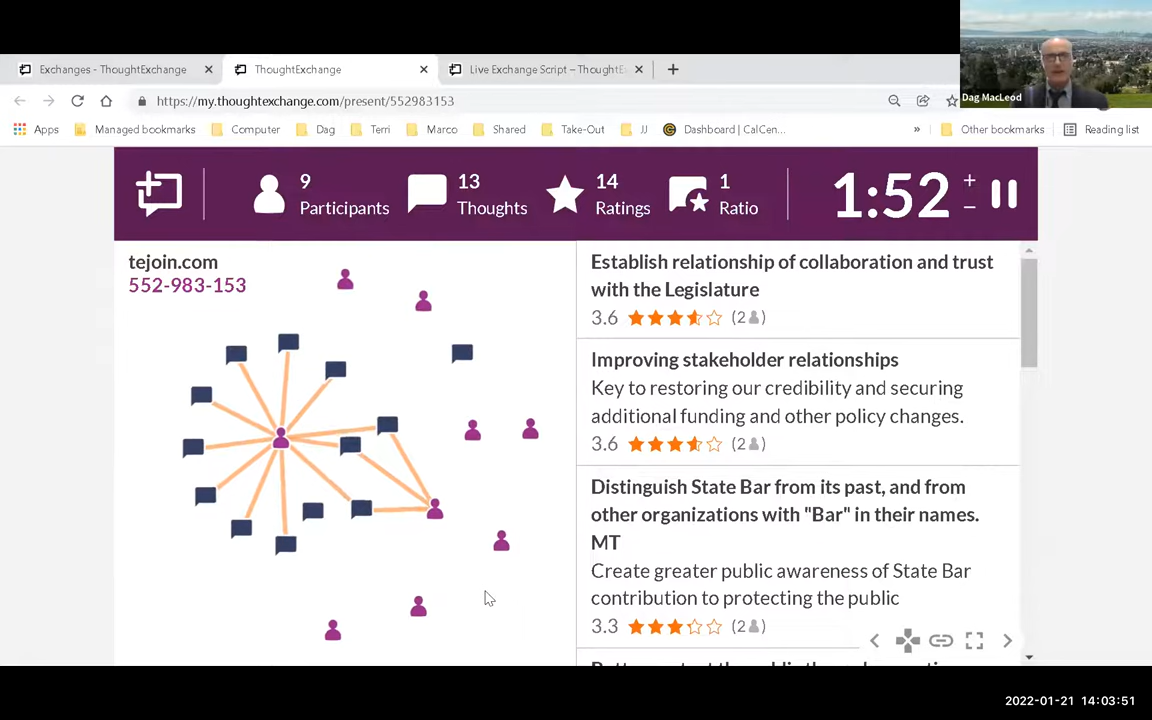 Exchanges - ThoughtExchange
ThoughtExchange
Live Exchange Script – ThoughtEx
Dag MacLeod
https://my.thoughtexchange.com/present/552983153
Apps
Managed bookmarks
Computer
Dag
Terri
Marco
Shared
Take-Out
JJ
Dashboard | CalCen...
»
Other bookmarks
Reading list
9
Participants
13
Thoughts
14
Ratings
1
Ratio
1:52
+
−
tejoin.com
552-983-153
Establish relationship of collaboration and trust
with the Legislature
3.6 (2)
Improving stakeholder relationships
Key to restoring our credibility and securing
additional funding and other policy changes.
3.6 (2)
Distinguish State Bar from its past, and from
other organizations with "Bar" in their names.
MT
Create greater public awareness of State Bar
contribution to protecting the public
3.3 (2)
2022-01-21 14:03:51